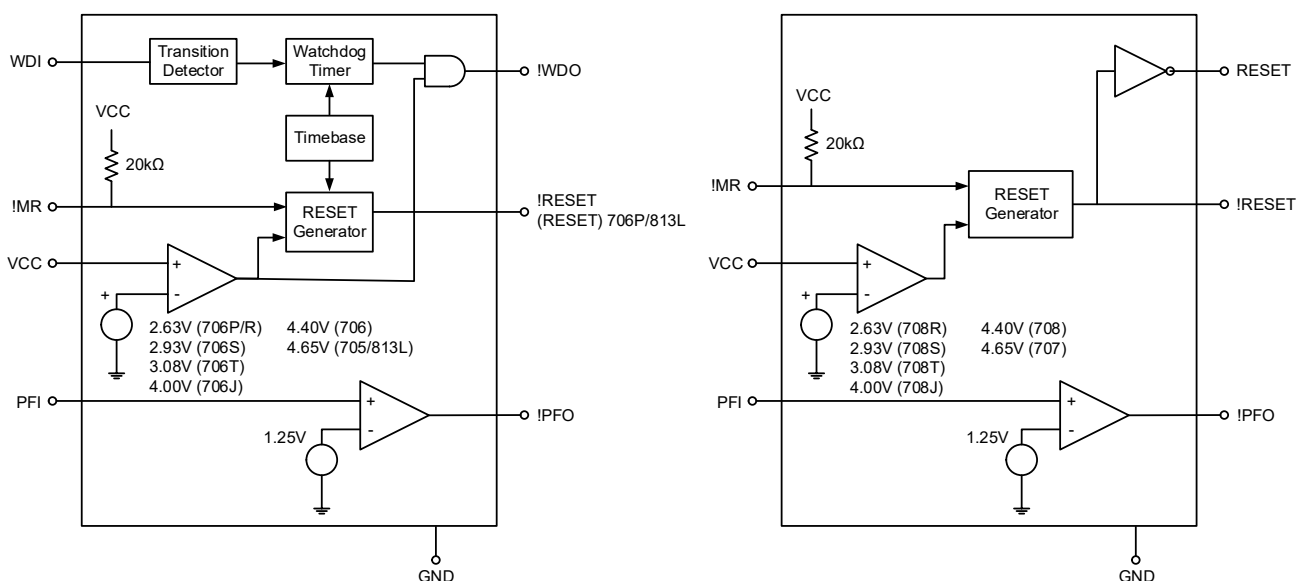 WDI
Transition
Detector
Watchdog
Timer
!WDO
VCC
20kΩ
Timebase
!MR
RESET
Generator
!RESET
(RESET) 706P/813L
VCC
+
-
+
2.63V (706P/R)
4.40V (706)
2.93V (706S)
4.65V (705/813L)
3.08V (706T)
4.00V (706J)
PFI
+
-
1.25V
!PFO
GND
RESET
VCC
20kΩ
!MR
RESET
Generator
!RESET
VCC
+
-
+
2.63V (708R)
4.40V (708)
2.93V (708S)
4.65V (707)
3.08V (708T)
4.00V (708J)
PFI
+
-
1.25V
!PFO
GND